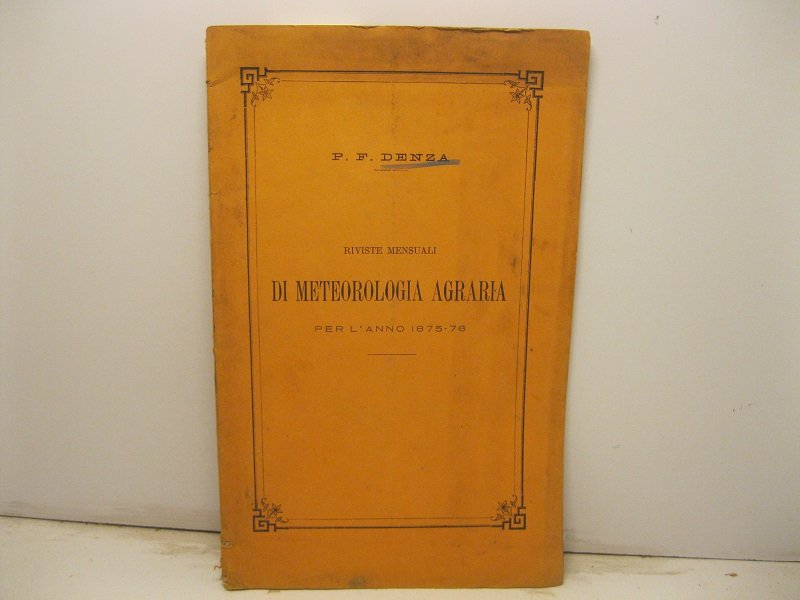 P. F. DENZA
RIVISTE MENSUALI
DI METEOROLOGIA AGRARIA
PER L'ANNO 1875-76